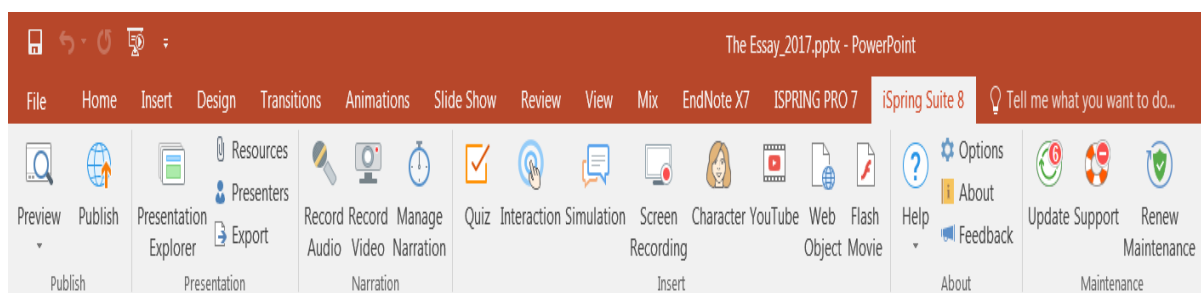 The Essay_2017.pptx - PowerPoint
File Home Insert Design Transitions Animations Slide Show Review View Mix EndNote X7 ISPRING PRO 7 iSpring Suite 8 Tell me what you want to do...
Preview
Publish
Presentation
Explorer
Resources
Presenters
Export
Record
Audio
Record
Video
Manage
Narration
Quiz
Interaction
Simulation
Screen
Recording
Character
YouTube
Web
Object
Flash
Movie
Help
Options
About
Feedback
6
Update
Support
Renew
Maintenance
Publish Presentation Narration Insert About Maintenance